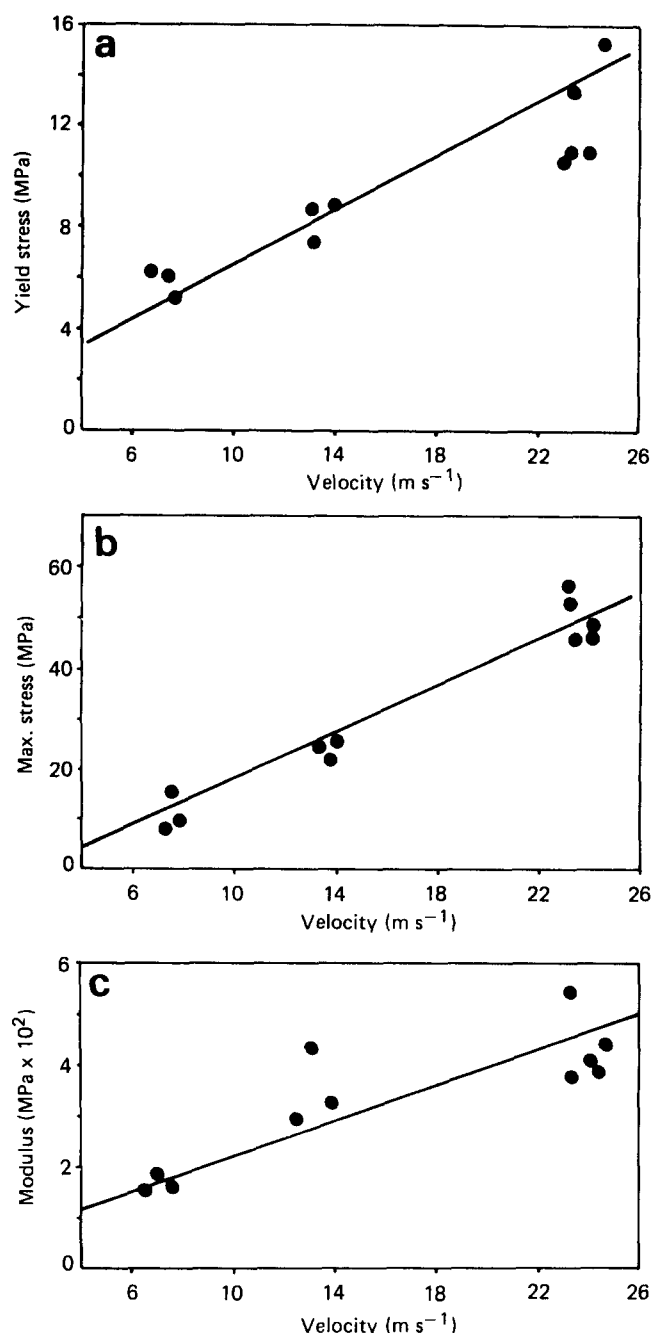 a
16
12
8
4
0
Yield stress (MPa)
6 10 14 18 22 26
Velocity (m s⁻¹)
b
60
40
20
0
Max. stress (MPa)
6 10 14 18 22 26
Velocity (m s⁻¹)
c
6
4
2
0
Modulus (MPa x 10²)
6 10 14 18 22 26
Velocity (m s⁻¹)